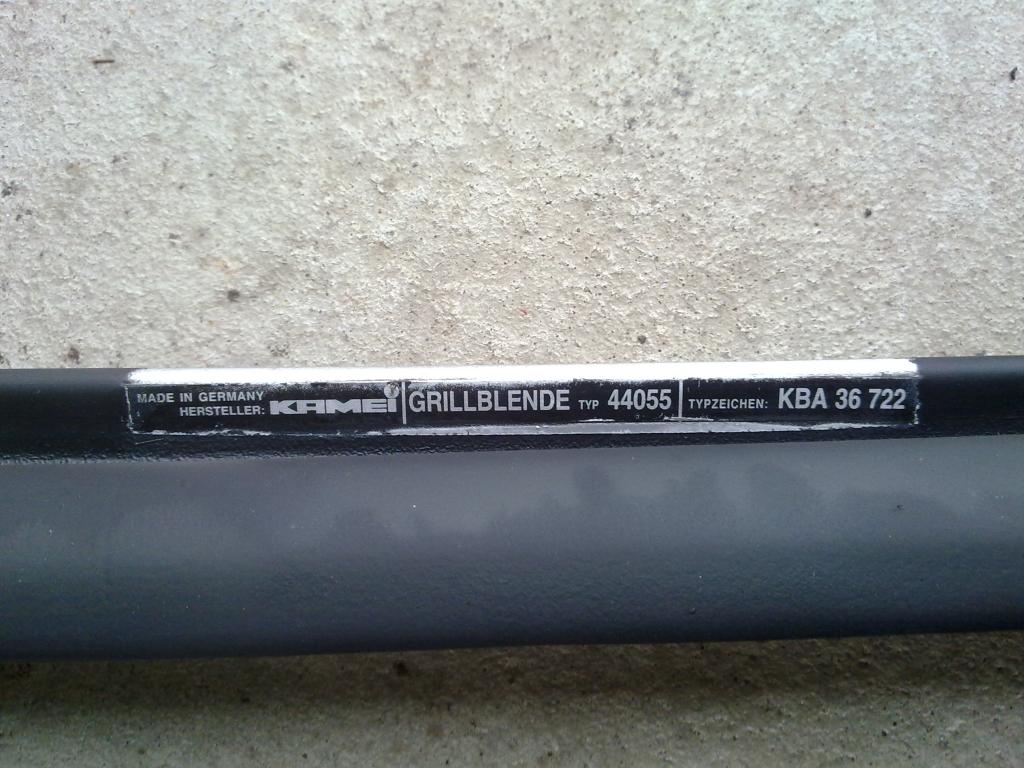 MADE IN GERMANY
HERSTELLER: KAMEI
GRILLBLENDE TYP 44055
TYPZEICHEN: KBA 36 722